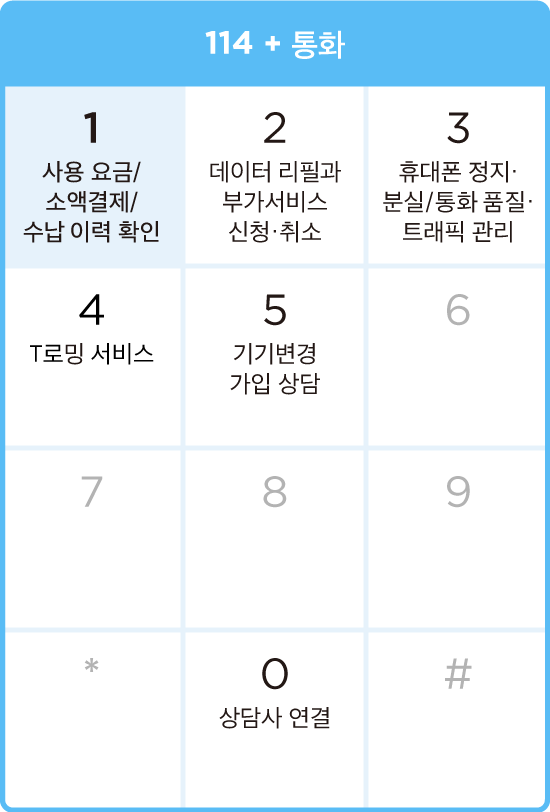 114 + 통화
1
사용 요금/
소액결제/
수납 이력 확인
2
데이터 리필과
부가서비스
신청·취소
3
휴대폰 정지·
분실/통화 품질·
트래픽 관리
4
T로밍 서비스
5
기기변경
가입 상담
6
7
8
9
*
0
상담사 연결
#